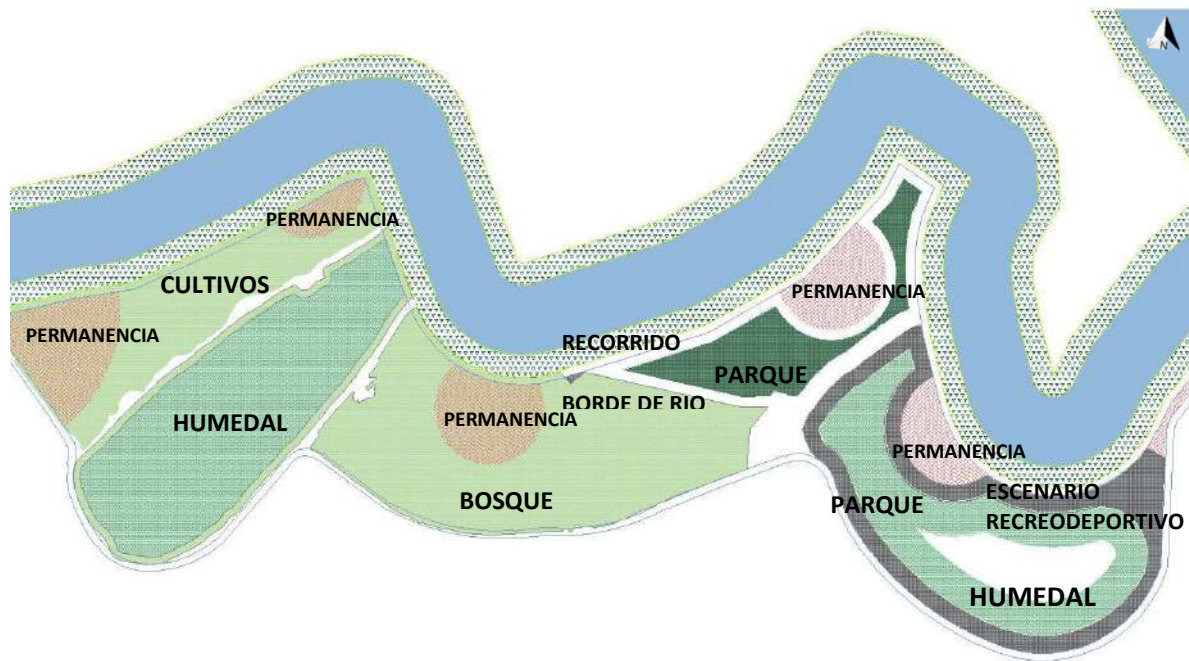 N
PERMANENCIA
CULTIVOS
PERMANENCIA
PERMANENCIA
RECORRIDO
PARQUE
BORDE DE RIO
HUMEDAL
PERMANENCIA
PERMANENCIA
BOSQUE
PARQUE
ESCENARIO
RECREODEPORTIVO
HUMEDAL